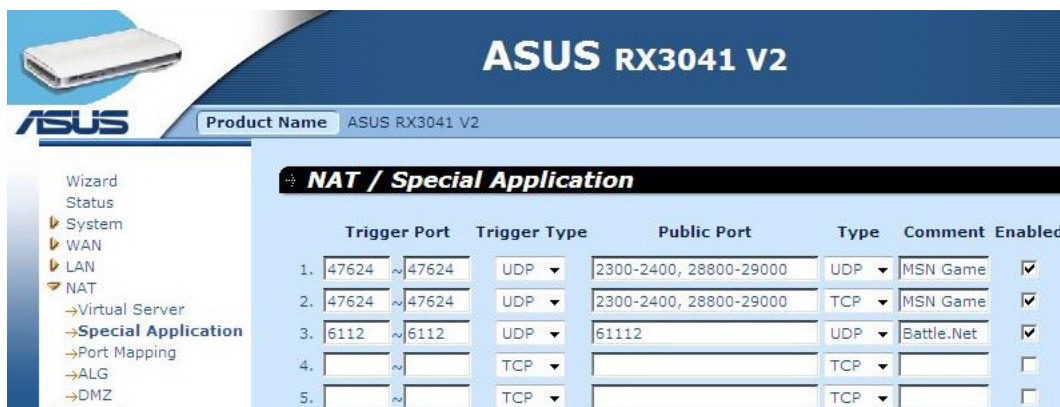 ASUS RX3041 V2
ASUS
Product Name ASUS RX3041 V2
Wizard
Status
System
WAN
LAN
NAT
→Virtual Server
→Special Application
→Port Mapping
→ALG
→DMZ
NAT / Special Application
Trigger Port Trigger Type Public Port Type Comment Enabled
1. 47624 ~ 47624 UDP 2300-2400, 28800-29000 UDP MSN Game
2. 47624 ~ 47624 UDP 2300-2400, 28800-29000 TCP MSN Game
3. 6112 ~ 6112 UDP 61112 UDP Battle.Net
4. ~ TCP TCP
5. ~ TCP TCP